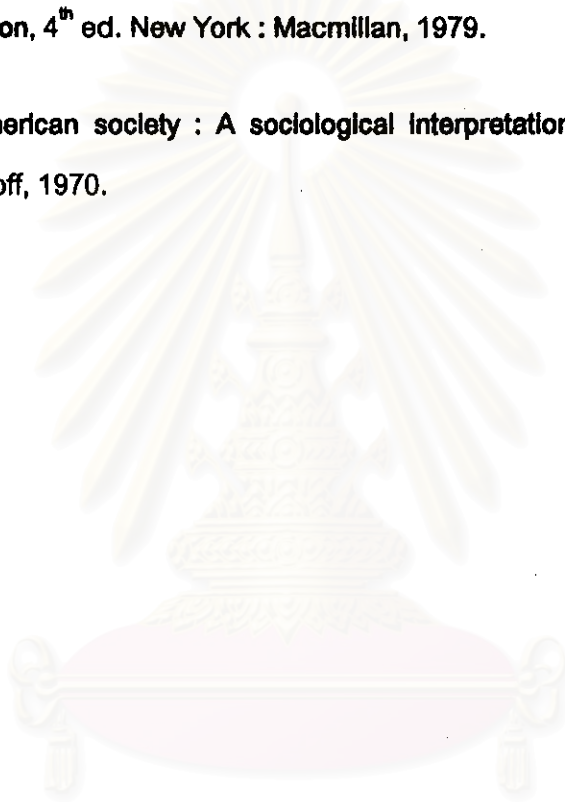 on, 4th ed. New York : Macmillan, 1979.
erican society : A sociological interpretation
off, 1970.